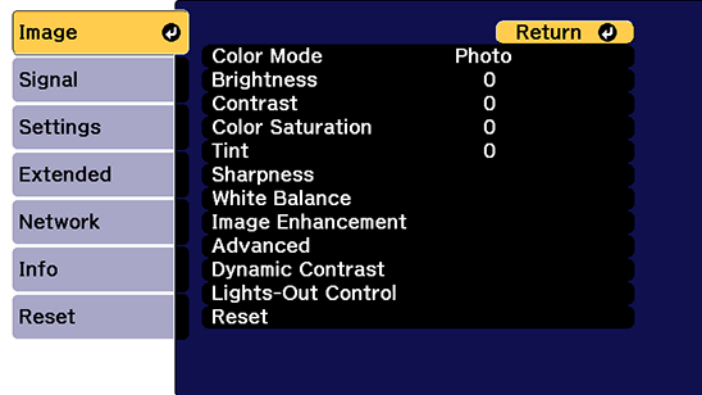 Image
Signal
Settings
Extended
Network
Info
Reset
Return
Color Mode Photo
Brightness 0
Contrast 0
Color Saturation 0
Tint 0
Sharpness
White Balance
Image Enhancement
Advanced
Dynamic Contrast
Lights-Out Control
Reset